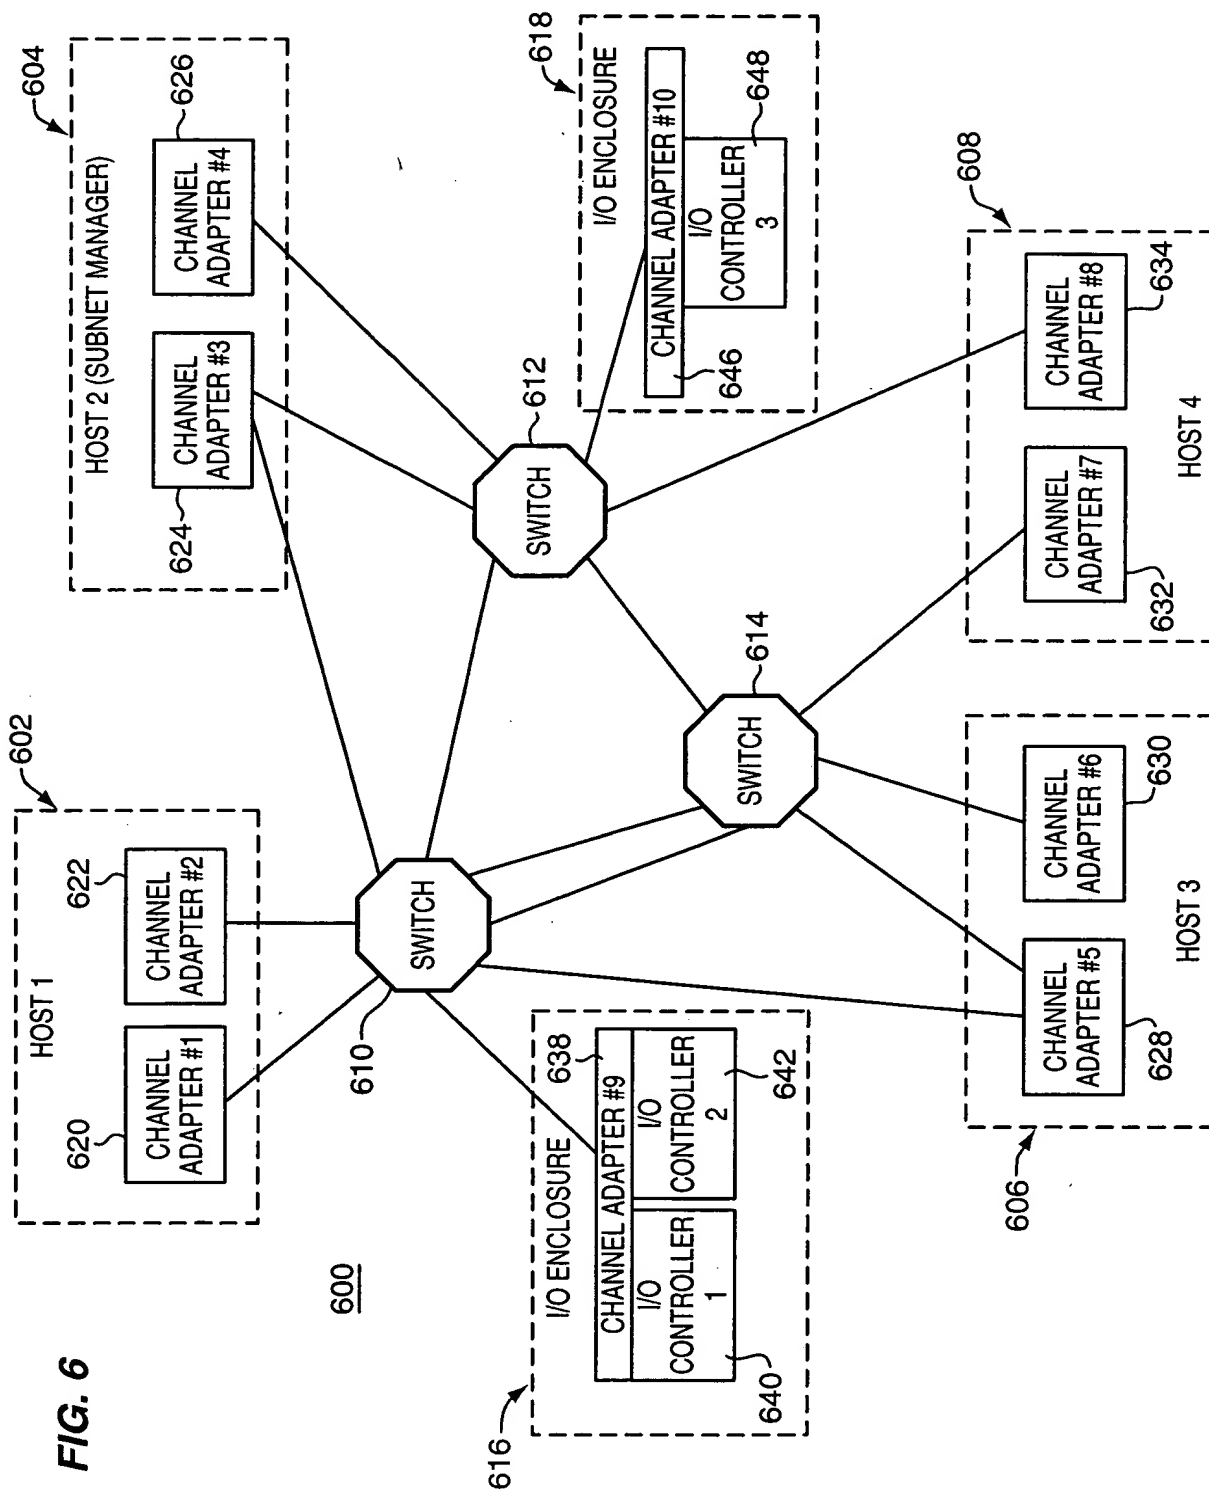 FIG. 6
600
602
HOST 1
620
CHANNEL
ADAPTER #1
622
CHANNEL
ADAPTER #2
604
HOST 2 (SUBNET MANAGER)
624
CHANNEL
ADAPTER #3
626
CHANNEL
ADAPTER #4
610
SWITCH
612
SWITCH
614
SWITCH
616
I/O ENCLOSURE
638
CHANNEL ADAPTER #9
I/O
CONTROLLER
1
640
I/O
CONTROLLER
2
642
618
I/O ENCLOSURE
CHANNEL ADAPTER #10
646
I/O
CONTROLLER
3
648
606
CHANNEL
ADAPTER #5
628
CHANNEL
ADAPTER #6
630
HOST 3
608
CHANNEL
ADAPTER #7
632
CHANNEL
ADAPTER #8
634
HOST 4